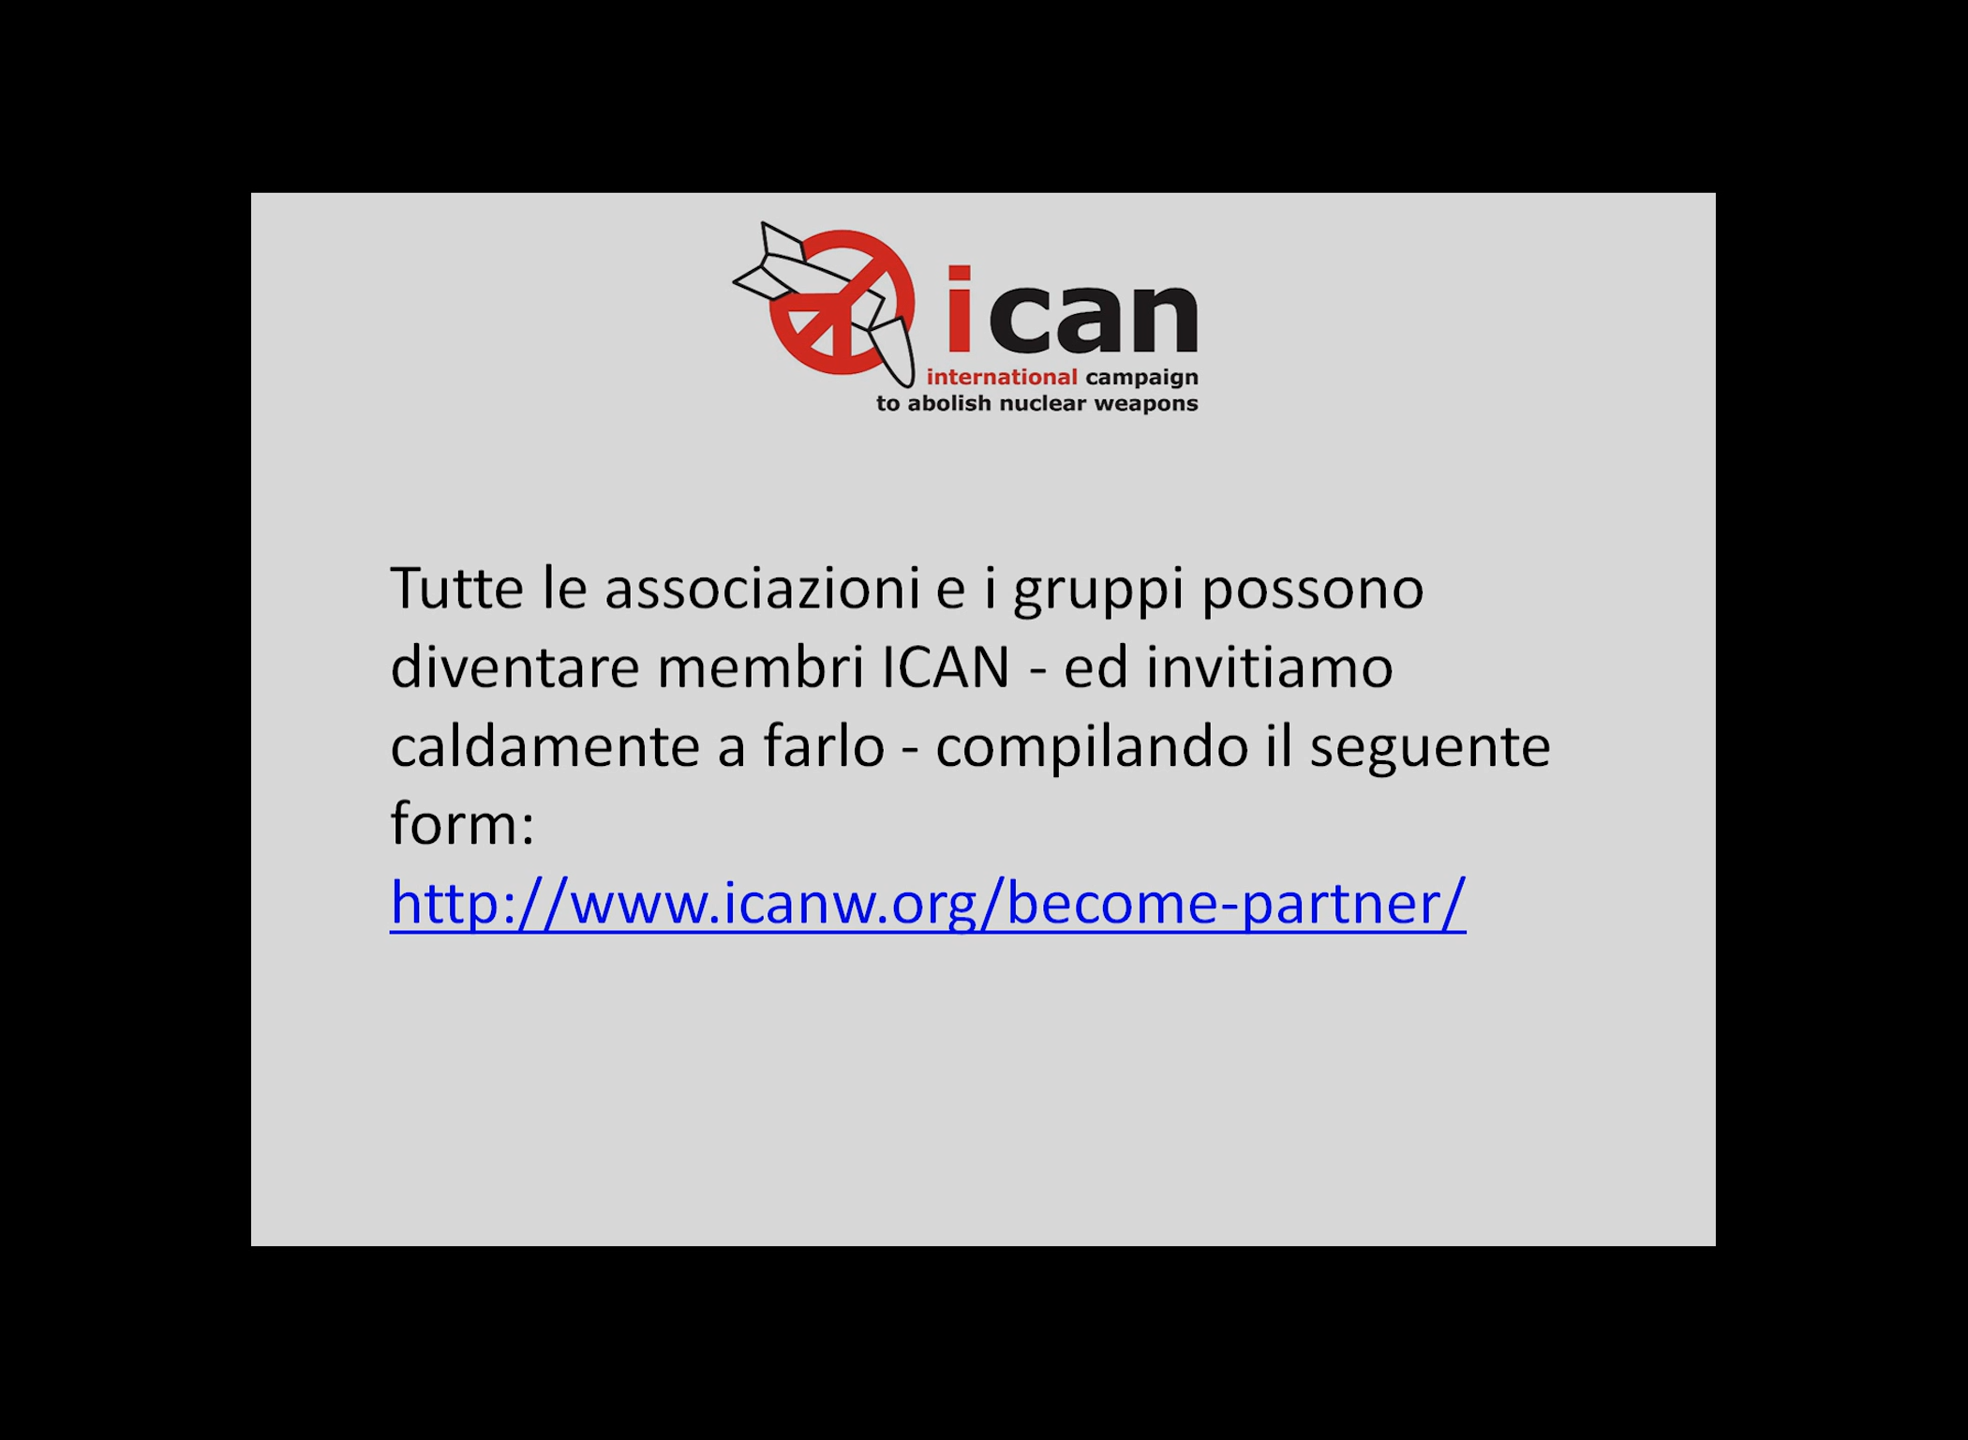 ican
international campaign
to abolish nuclear weapons
Tutte le associazioni e i gruppi possono
diventare membri ICAN - ed invitiamo
caldamente a farlo - compilando il seguente
form:
http://www.icanw.org/become-partner/